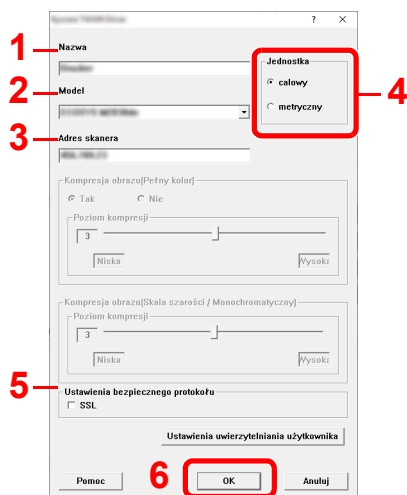 ? ×
1
Nazwa
2
Model
3
Adres skanera
Jednostka
calowy
metryczny
4
Kompresja obrazu(Pełny kolor)
Tak Nie
Poziom kompresji
3
Niska Wysoka
Kompresja obrazu(Skala szarości / Monochromatyczny)
Poziom kompresji
3
Niska Wysoka
5
Ustawienia bezpiecznego protokołu
SSL
Ustawienia uwierzytelniania użytkownika
6
Pomoc OK Anuluj